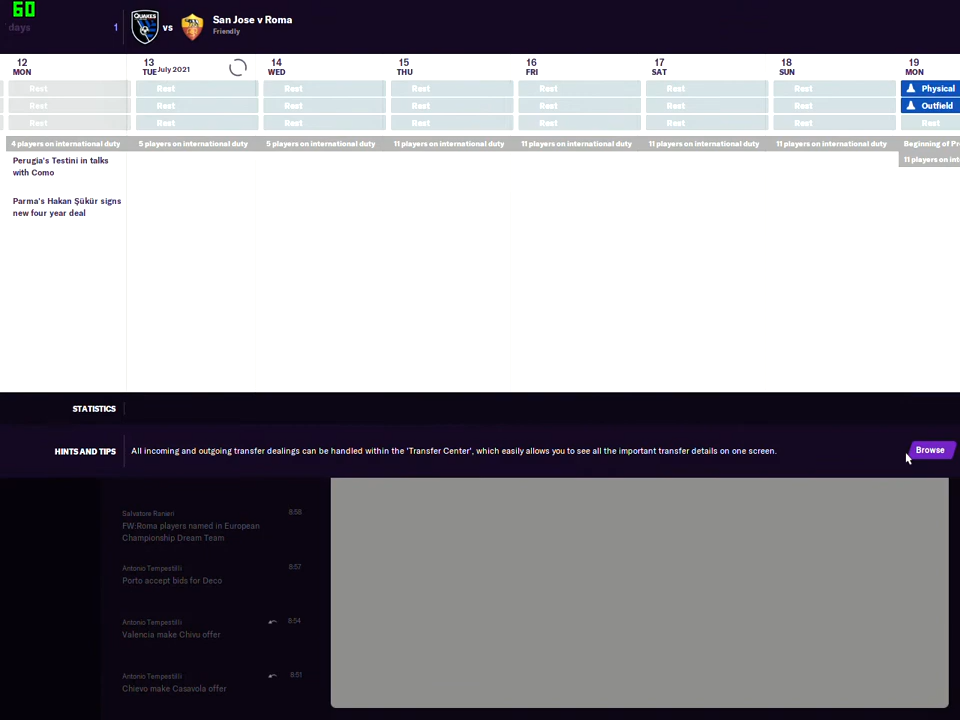 60
days
1
QUAKES
vs
San Jose v Roma
Friendly
12
MON
13
TUE July 2021
14
WED
15
THU
16
FRI
17
SAT
18
SUN
19
MON
Rest Rest Rest Rest Rest Rest Rest Physical
Rest Rest Rest Rest Rest Rest Rest Outfield
Rest Rest Rest Rest Rest Rest Rest Rest
4 players on international duty 5 players on international duty 5 players on international duty 11 players on international duty 11 players on international duty 11 players on international duty 11 players on international duty Beginning of Pr
11 players on int
Perugia's Testini in talks
with Como
Parma's Hakan Şükür signs
new four year deal
STATISTICS
HINTS AND TIPS All incoming and outgoing transfer dealings can be handled within the 'Transfer Center', which easily allows you to see all the important transfer details on one screen. Browse
Salvatore Ranieri 8:58
FW:Roma players named in European
Championship Dream Team
Antonio Tempestilli 8:57
Porto accept bids for Deco
Antonio Tempestilli 8:54
Valencia make Chivu offer
Antonio Tempestilli 8:51
Chievo make Casavola offer